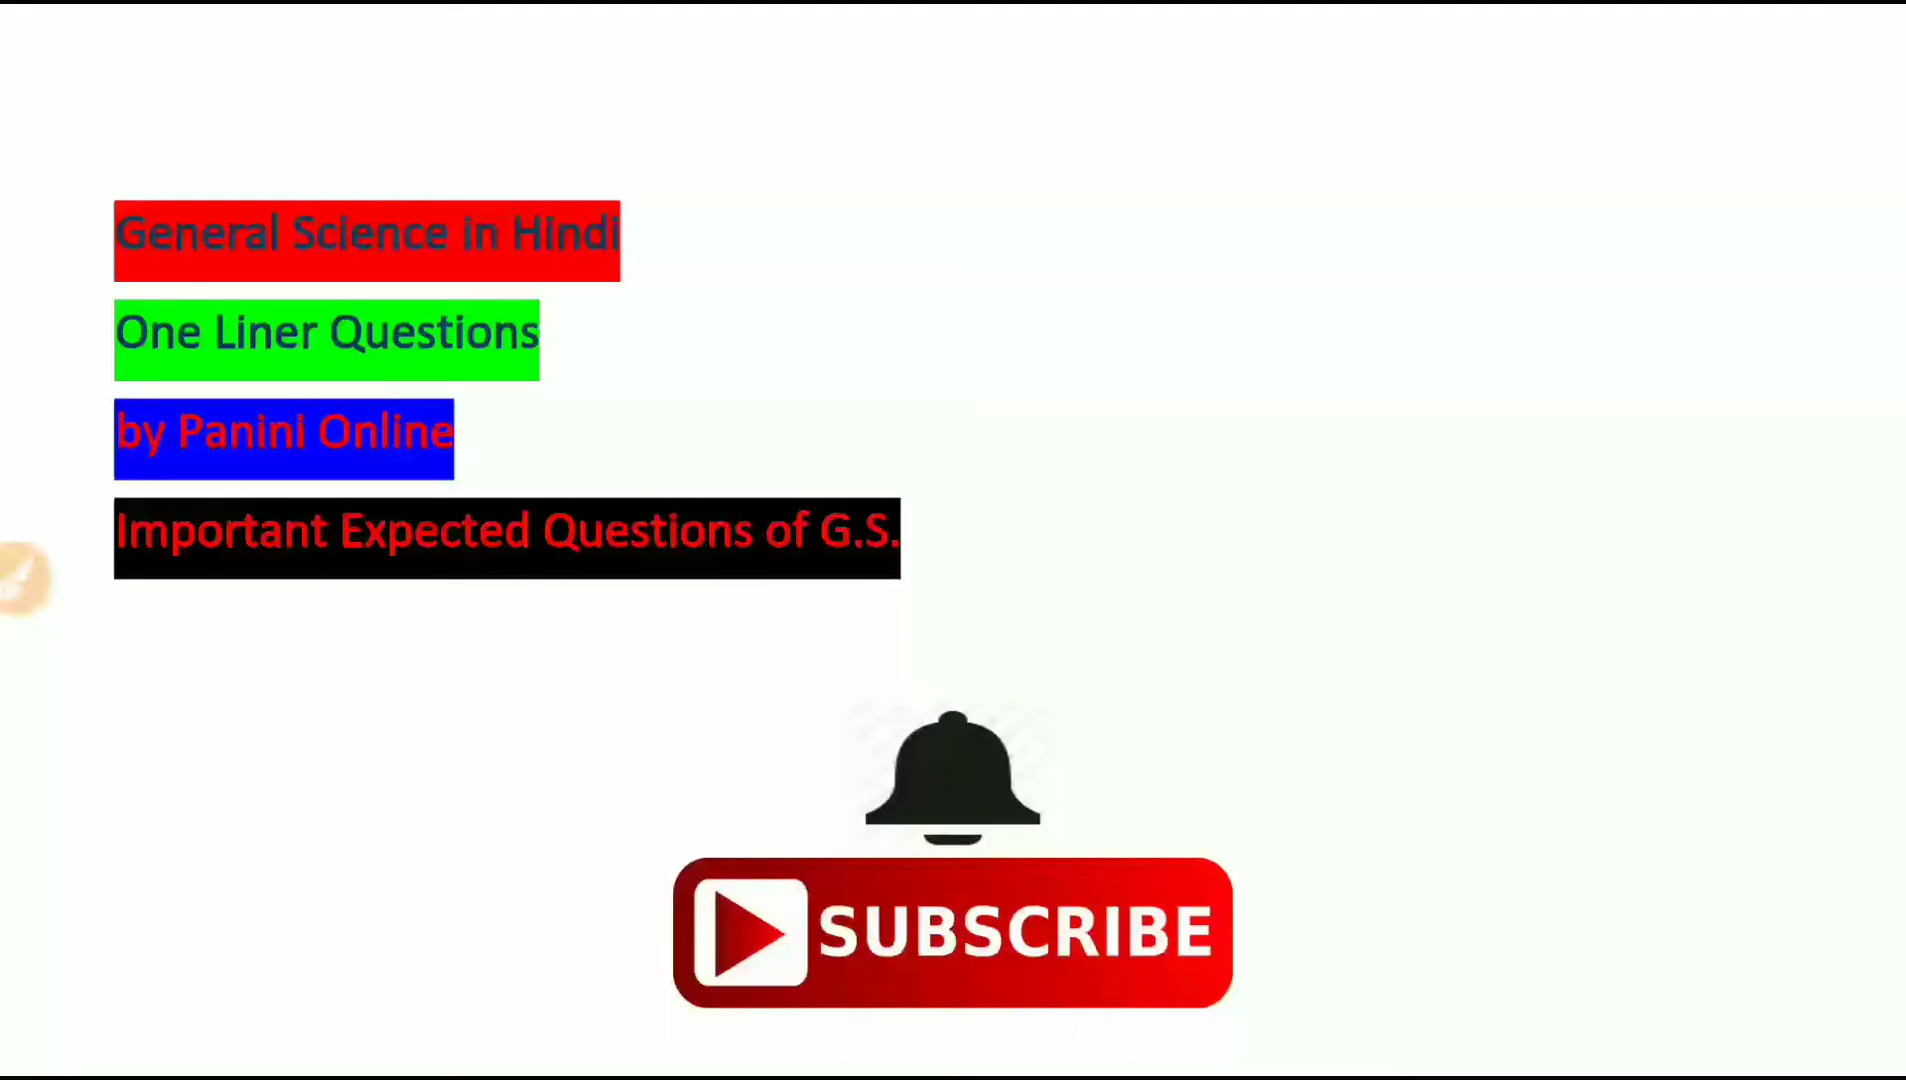 General Science in Hindi
One Liner Questions
by Panini Online
Important Expected Questions of G.S.
SUBSCRIBE